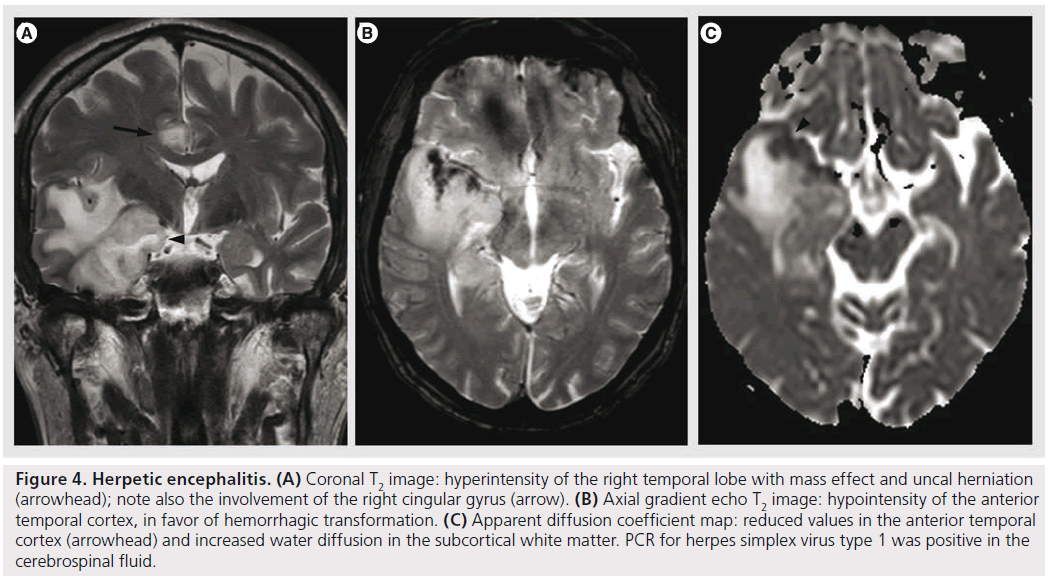 A B C
Figure 4. Herpetic encephalitis. (A) Coronal T2 image: hyperintensity of the right temporal lobe with mass effect and uncal herniation
(arrowhead); note also the involvement of the right cingular gyrus (arrow). (B) Axial gradient echo T2 image: hypointensity of the anterior
temporal cortex, in favor of hemorrhagic transformation. (C) Apparent diffusion coefficient map: reduced values in the anterior temporal
cortex (arrowhead) and increased water diffusion in the subcortical white matter. PCR for herpes simplex virus type 1 was positive in the
cerebrospinal fluid.